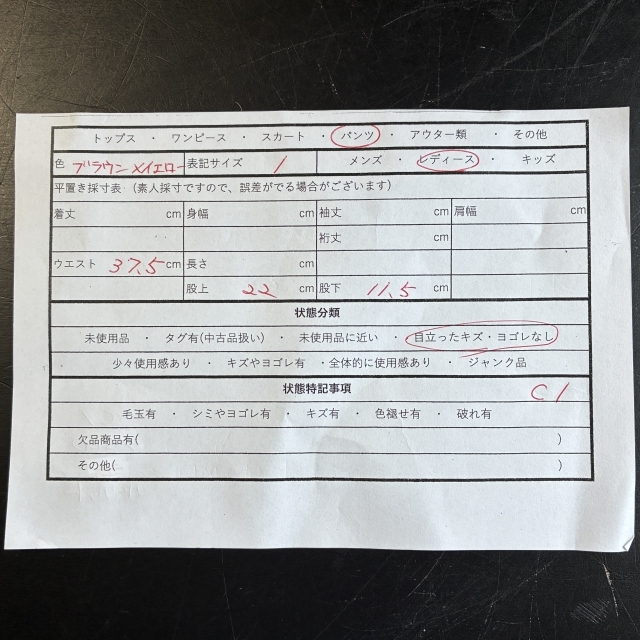 トップス ・ ワンピース ・ スカート ・ パンツ ・ アウター類 ・ その他
色 ブラウン×イエロー 表記サイズ 1 メンズ ・ レディース ・ キッズ
平置き採寸表 (素人採寸ですので、誤差がでる場合がございます)
着丈 cm 身幅 cm 袖丈 cm 肩幅 cm
裄丈 cm
ウエスト 37.5 cm 長さ cm
股上 22 cm 股下 11.5 cm
状態分類
未使用品 ・ タグ有(中古品扱い) ・ 未使用品に近い ・ 目立ったキズ・ヨゴレなし
少々使用感あり ・ キズやヨゴレ有 ・全体的に使用感あり ・ ジャンク品
状態特記事項
C1
毛玉有 ・ シミやヨゴレ有 ・ キズ有 ・ 色褪せ有 ・ 破れ有
欠品商品有( )
その他( )